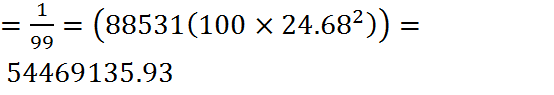 = 1/99 = (88531(100 × 24.68²)) =
54469135.93